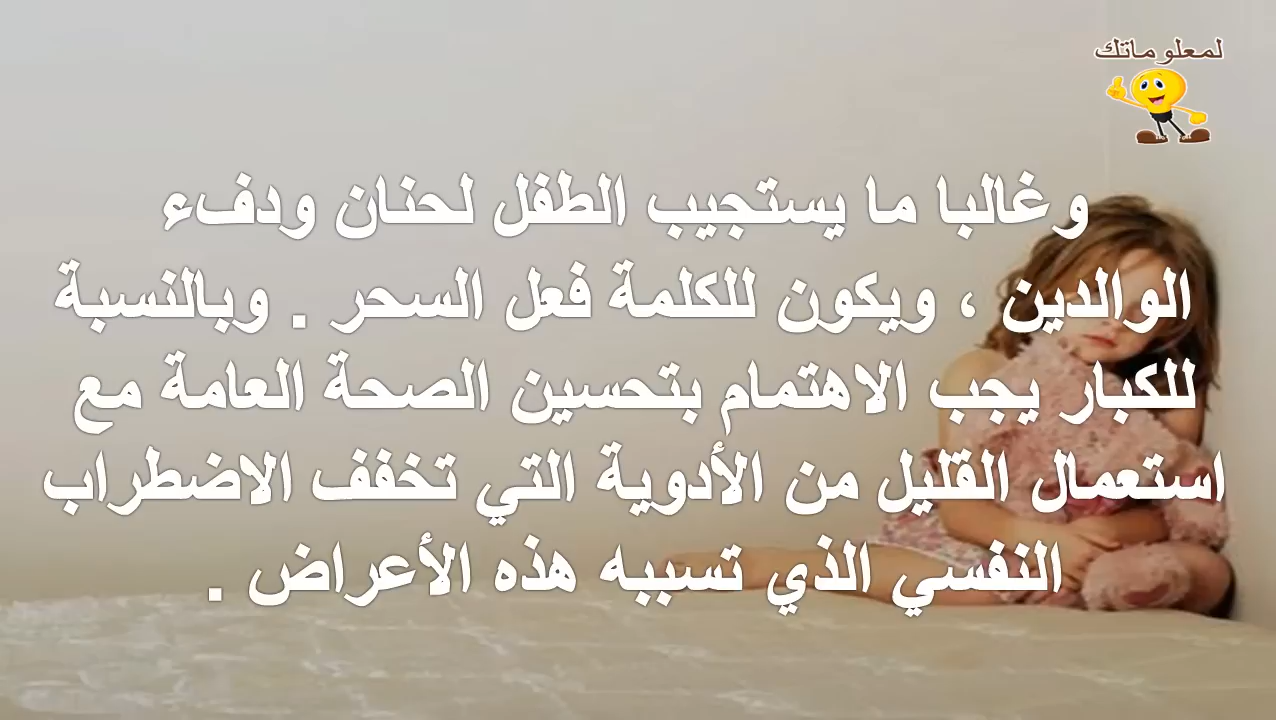 لمعلوماتك
وغالبا ما يستجيب الطفل لحنان ودفء
الوالدين ، ويكون للكلمة فعل السحر . وبالنسبة
للكبار يجب الاهتمام بتحسين الصحة العامة مع
استعمال القليل من الأدوية التي تخفف الاضطراب
النفسي الذي تسببه هذه الأعراض .